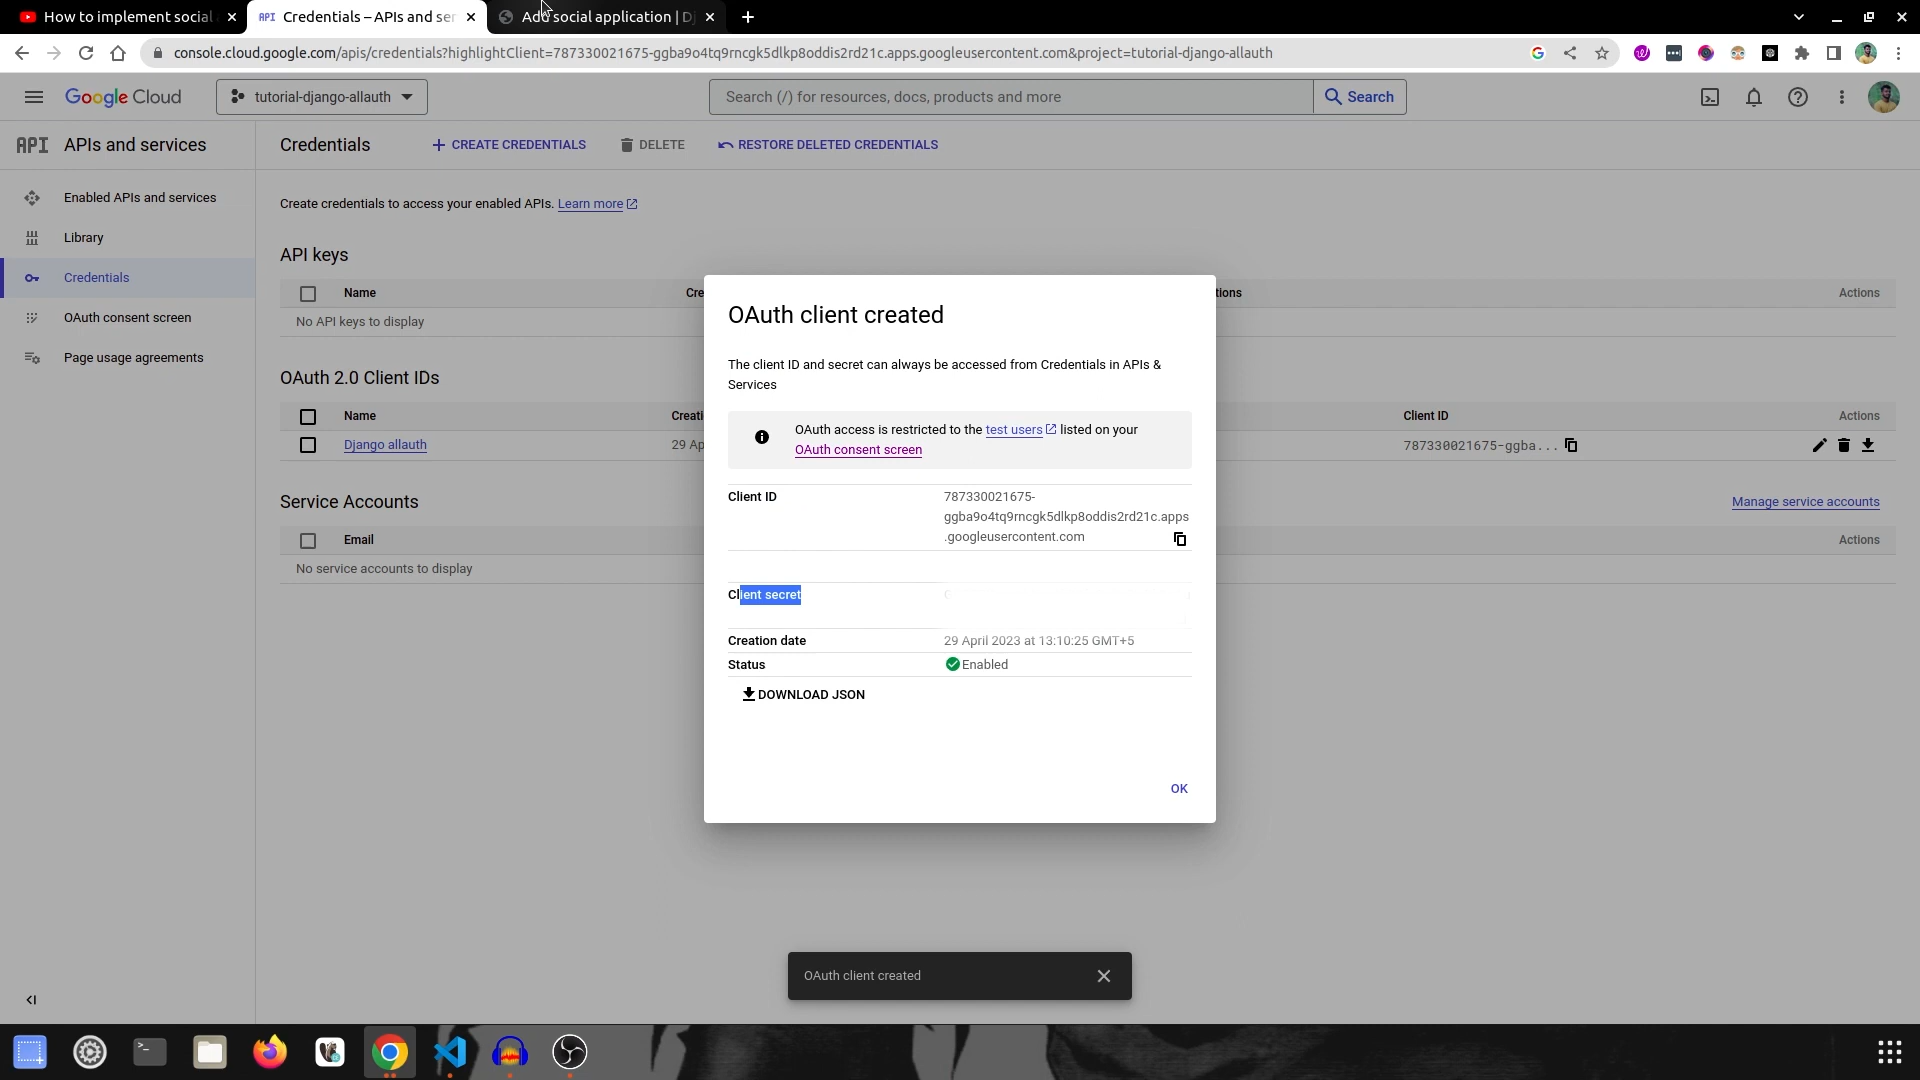 How to implement social
Credentials – APIs and ser
Add social application | Dj
console.cloud.google.com/apis/credentials?highlightClient=787330021675-ggba9o4tq9rncgk5dlkp8oddis2rd21c.apps.googleusercontent.com&project=tutorial-django-allauth
Google Cloud
tutorial-django-allauth
Search (/) for resources, docs, products and more
Search
API
APIs and services
Credentials
CREATE CREDENTIALS
DELETE
RESTORE DELETED CREDENTIALS
Enabled APIs and services
Library
Credentials
OAuth consent screen
Page usage agreements
Create credentials to access your enabled APIs. Learn more
API keys
Name
Cre
tions
Actions
No API keys to display
OAuth 2.0 Client IDs
Name
Creati
Client ID
Actions
Django allauth
29 Ap
787330021675-ggba...
Service Accounts
Manage service accounts
Email
Actions
No service accounts to display
OAuth client created
The client ID and secret can always be accessed from Credentials in APIs &
Services
OAuth access is restricted to the test users listed on your
OAuth consent screen
Client ID
787330021675-
ggba9o4tq9rncgk5dlkp8oddis2rd21c.apps
.googleusercontent.com
Client secret
Creation date
29 April 2023 at 13:10:25 GMT+5
Status
Enabled
DOWNLOAD JSON
OK
OAuth client created